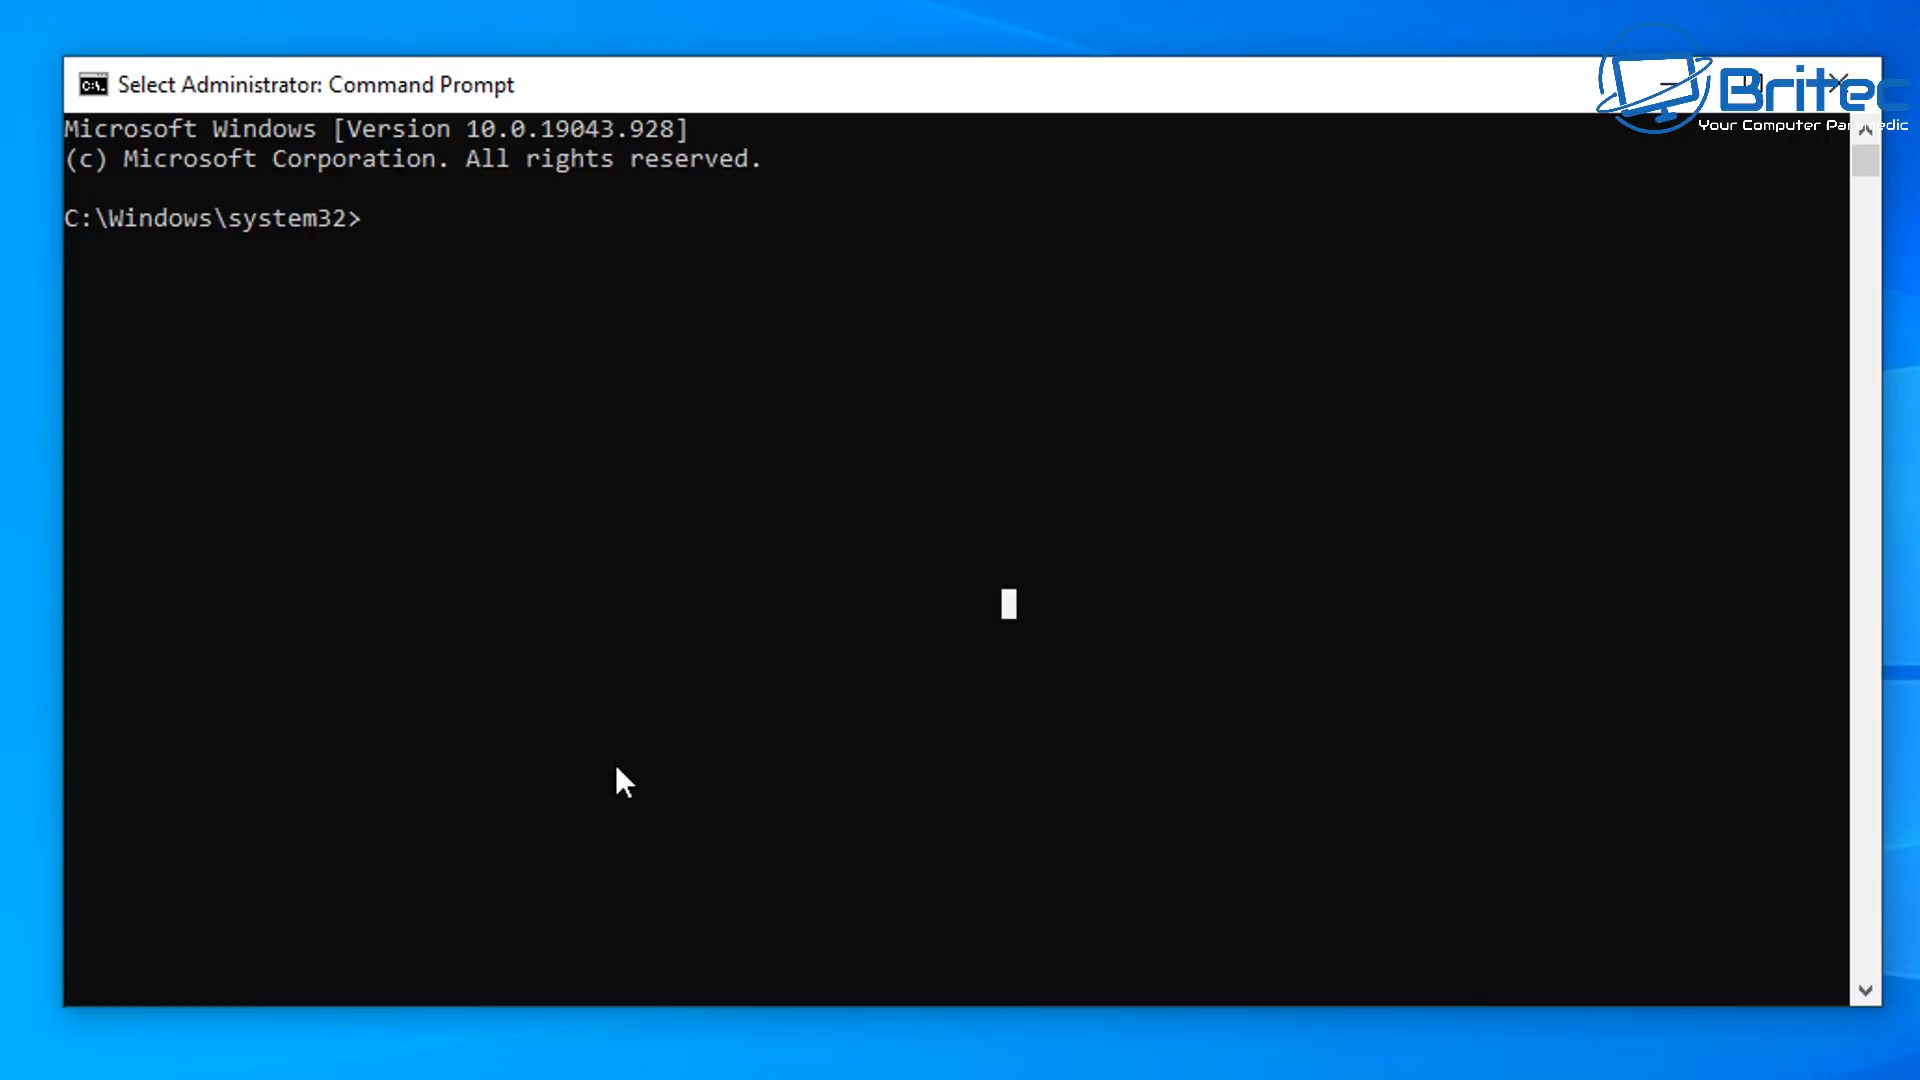 Select Administrator: Command Prompt
Britec
Your Computer Paramedic
Microsoft Windows [Version 10.0.19043.928]
(c) Microsoft Corporation. All rights reserved.
C:\Windows\system32>